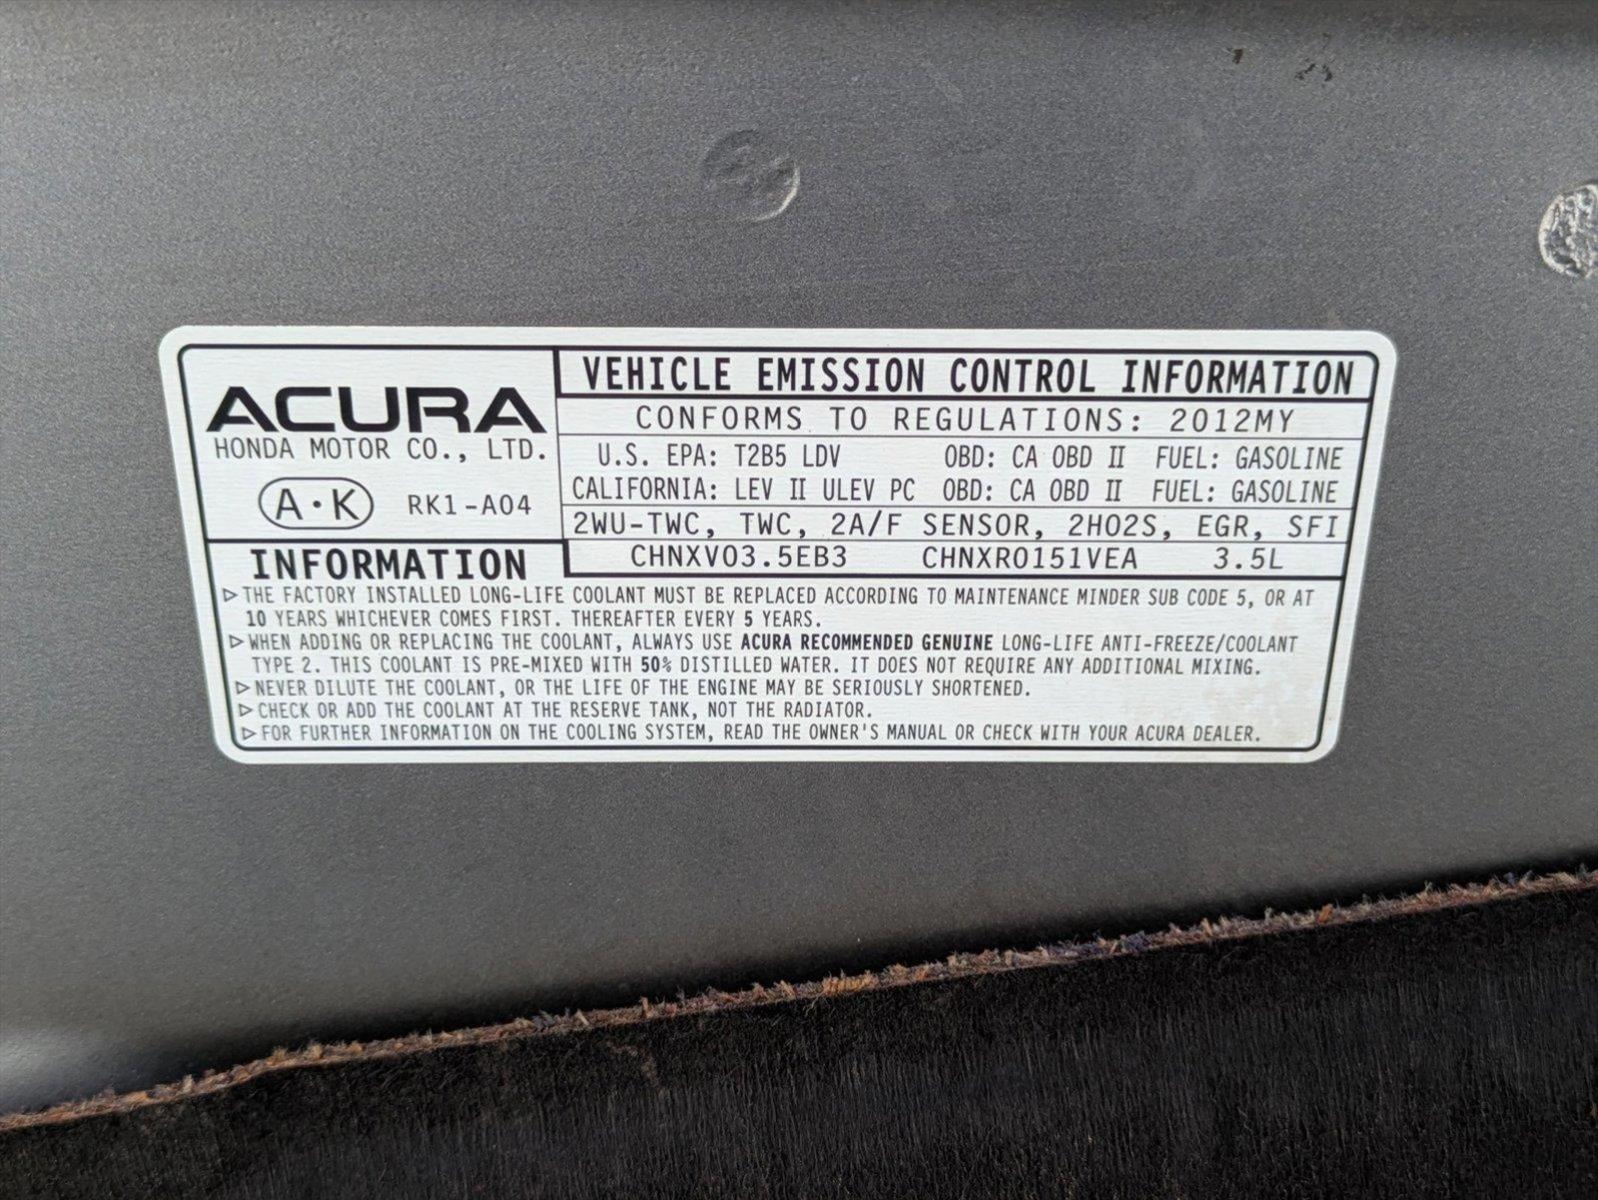 ACURA
HONDA MOTOR CO., LTD.
A·K RK1-A04
VEHICLE EMISSION CONTROL INFORMATION
CONFORMS TO REGULATIONS: 2012MY
U.S. EPA: T2B5 LDV OBD: CA OBD II FUEL: GASOLINE
CALIFORNIA: LEV II ULEV PC OBD: CA OBD II FUEL: GASOLINE
2WU-TWC, TWC, 2A/F SENSOR, 2HO2S, EGR, SFI
CHNXV03.5EB3 CHNXR0151VEA 3.5L
INFORMATION
▷THE FACTORY INSTALLED LONG-LIFE COOLANT MUST BE REPLACED ACCORDING TO MAINTENANCE MINDER SUB CODE 5, OR AT
10 YEARS WHICHEVER COMES FIRST. THEREAFTER EVERY 5 YEARS.
▷WHEN ADDING OR REPLACING THE COOLANT, ALWAYS USE ACURA RECOMMENDED GENUINE LONG-LIFE ANTI-FREEZE/COOLANT
TYPE 2. THIS COOLANT IS PRE-MIXED WITH 50% DISTILLED WATER. IT DOES NOT REQUIRE ANY ADDITIONAL MIXING.
▷NEVER DILUTE THE COOLANT, OR THE LIFE OF THE ENGINE MAY BE SERIOUSLY SHORTENED.
▷CHECK OR ADD THE COOLANT AT THE RESERVE TANK, NOT THE RADIATOR.
▷FOR FURTHER INFORMATION ON THE COOLING SYSTEM, READ THE OWNER'S MANUAL OR CHECK WITH YOUR ACURA DEALER.